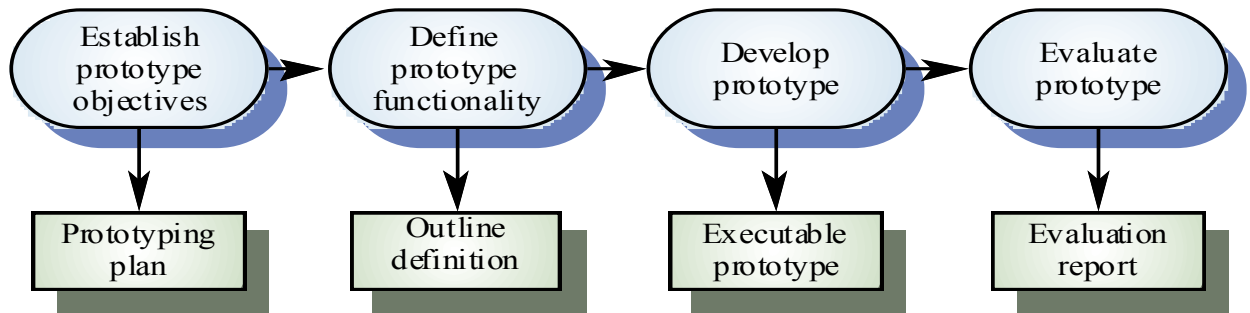 Establish
prototype
objectives
Define
prototype
functionality
Develop
prototype
Evaluate
prototype
Prototyping
plan
Outline
definition
Executable
prototype
Evaluation
report